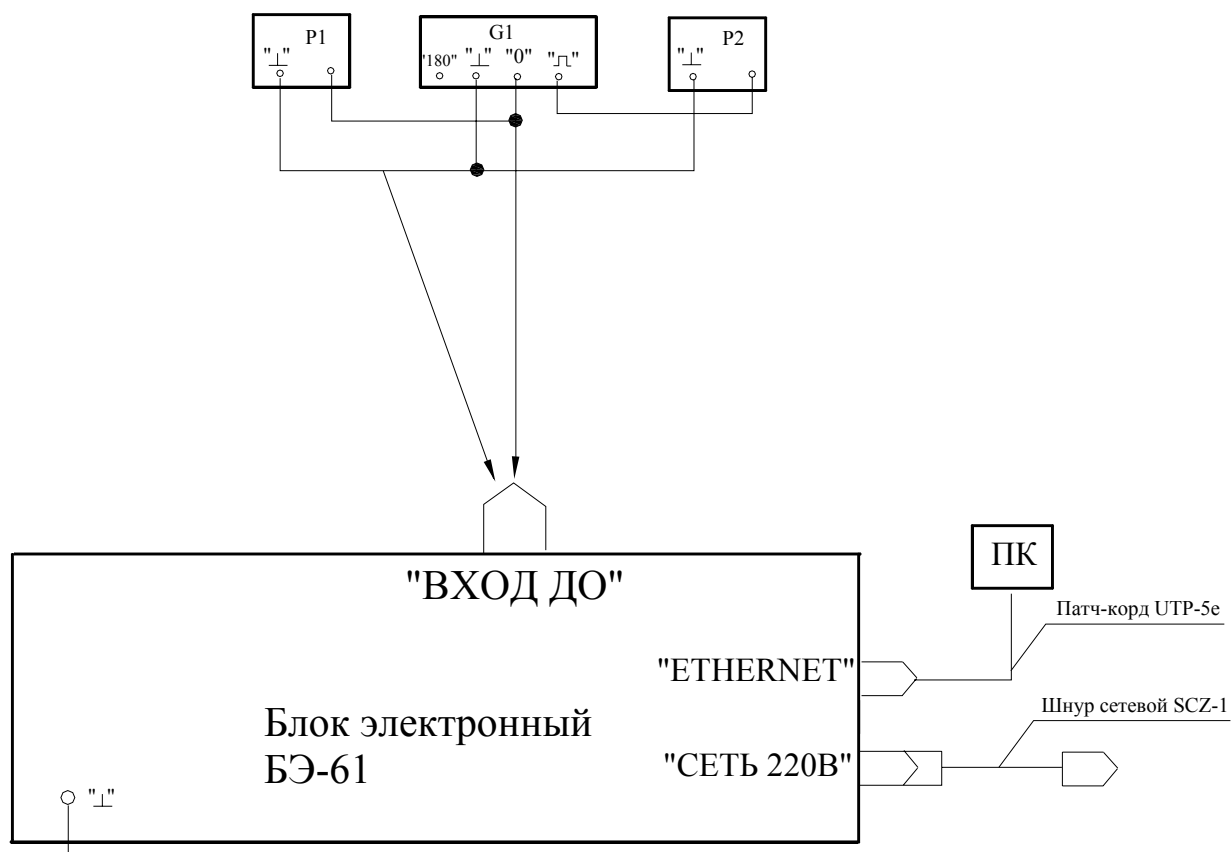 P1
"⊥"
G1
"180" "⊥" "0" "⊓"
P2
"⊥"
"ВХОД ДО"
ПК
Патч-корд UTP-5e
"ETHERNET"
Шнур сетевой SCZ-1
Блок электронный
БЭ-61
"СЕТЬ 220В"
"⊥"